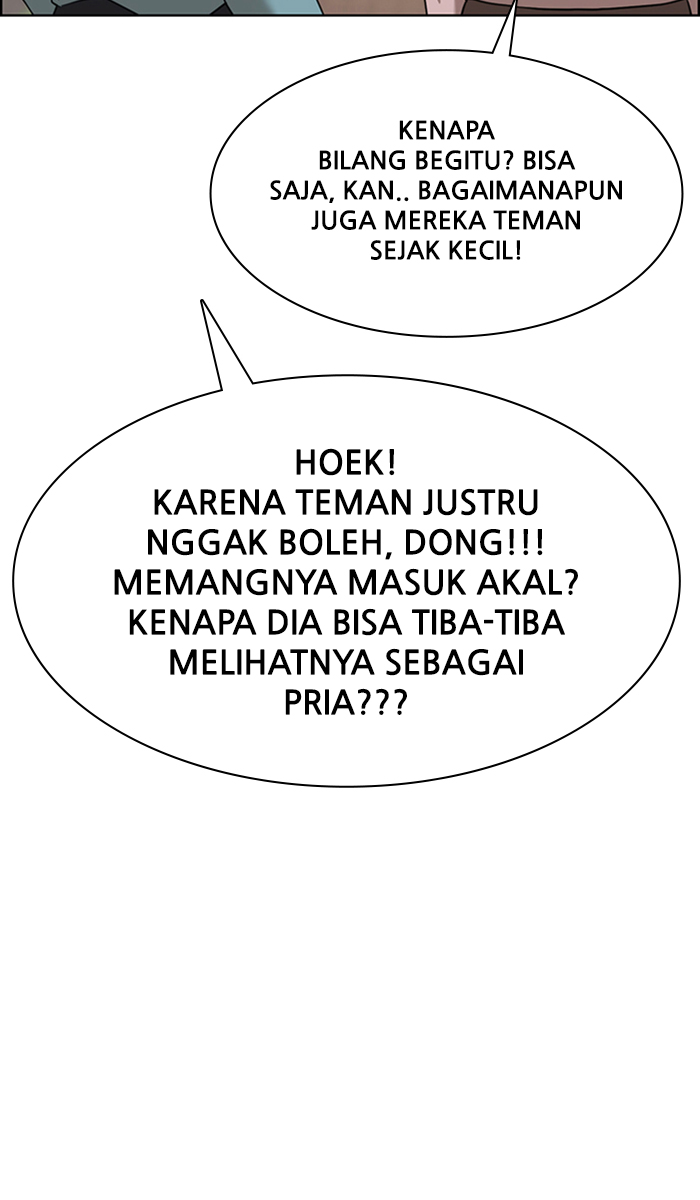 KENAPA
BILANG BEGITU? BISA
SAJA, KAN.. BAGAIMANAPUN
JUGA MEREKA TEMAN
SEJAK KECIL!
HOEK!
KARENA TEMAN JUSTRU
NGGAK BOLEH, DONG!!!
MEMANGNYA MASUK AKAL?
KENAPA DIA BISA TIBA-TIBA
MELIHATNYA SEBAGAI
PRIA???